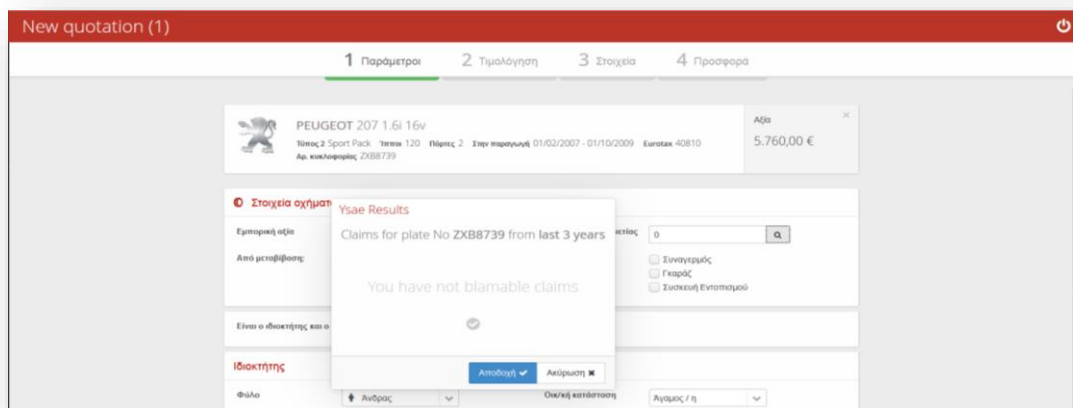 New quotation (1)
1 Παράμετροι 2 Τιμολόγηση 3 Στοιχεία 4 Προσφορά
PEUGEOT 207 1.6i 16v
Αξία
Τύπος 2 Sport Pack Ίπποι 120 Πόρτες 2 Στην παραγωγή 01/02/2007 - 01/10/2009 Eurotax 40810
5.760,00 €
Αρ. κυκλοφορίας ZXB8739
Στοιχεία οχήματ
Ysae Results
Εμπορική αξία
Claims for plate No ZXB8739 from last 3 years
0
Από μεταβίβαση:
Συναγερμός
Γκαράζ
You have not blamable claims
Συσκευή Εντοπισμού
Είναι ο ιδιοκτήτης και ο
Ιδιοκτήτης
Αποδοχή Ακύρωση
Φύλο
Άνδρας
Οικ/κή κατάσταση
Άγαμος / η